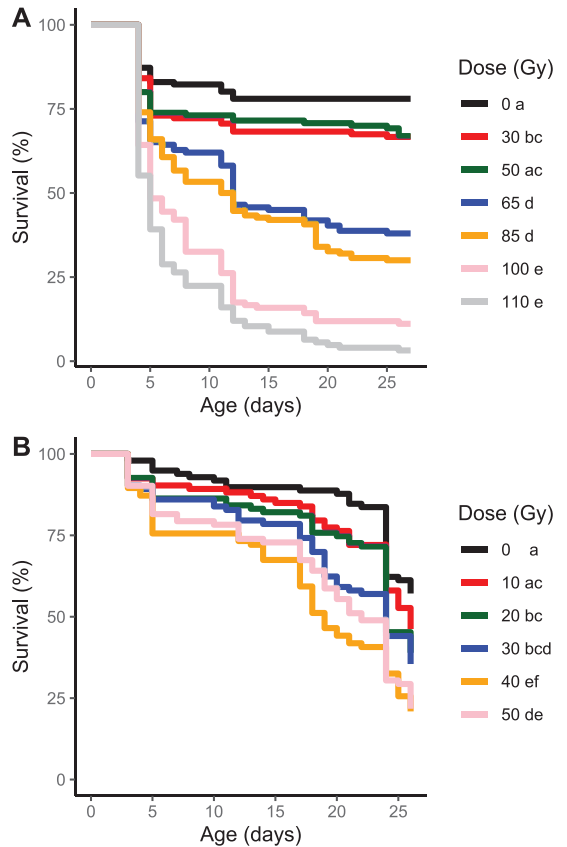 A
100
75
50
25
0
Survival (%)
0
5
10
15
20
25
Age (days)
Dose (Gy)
0 a
30 bc
50 ac
65 d
85 d
100 e
110 e
B
100
75
50
25
0
Survival (%)
0
5
10
15
20
25
Age (days)
Dose (Gy)
0 a
10 ac
20 bc
30 bcd
40 ef
50 de